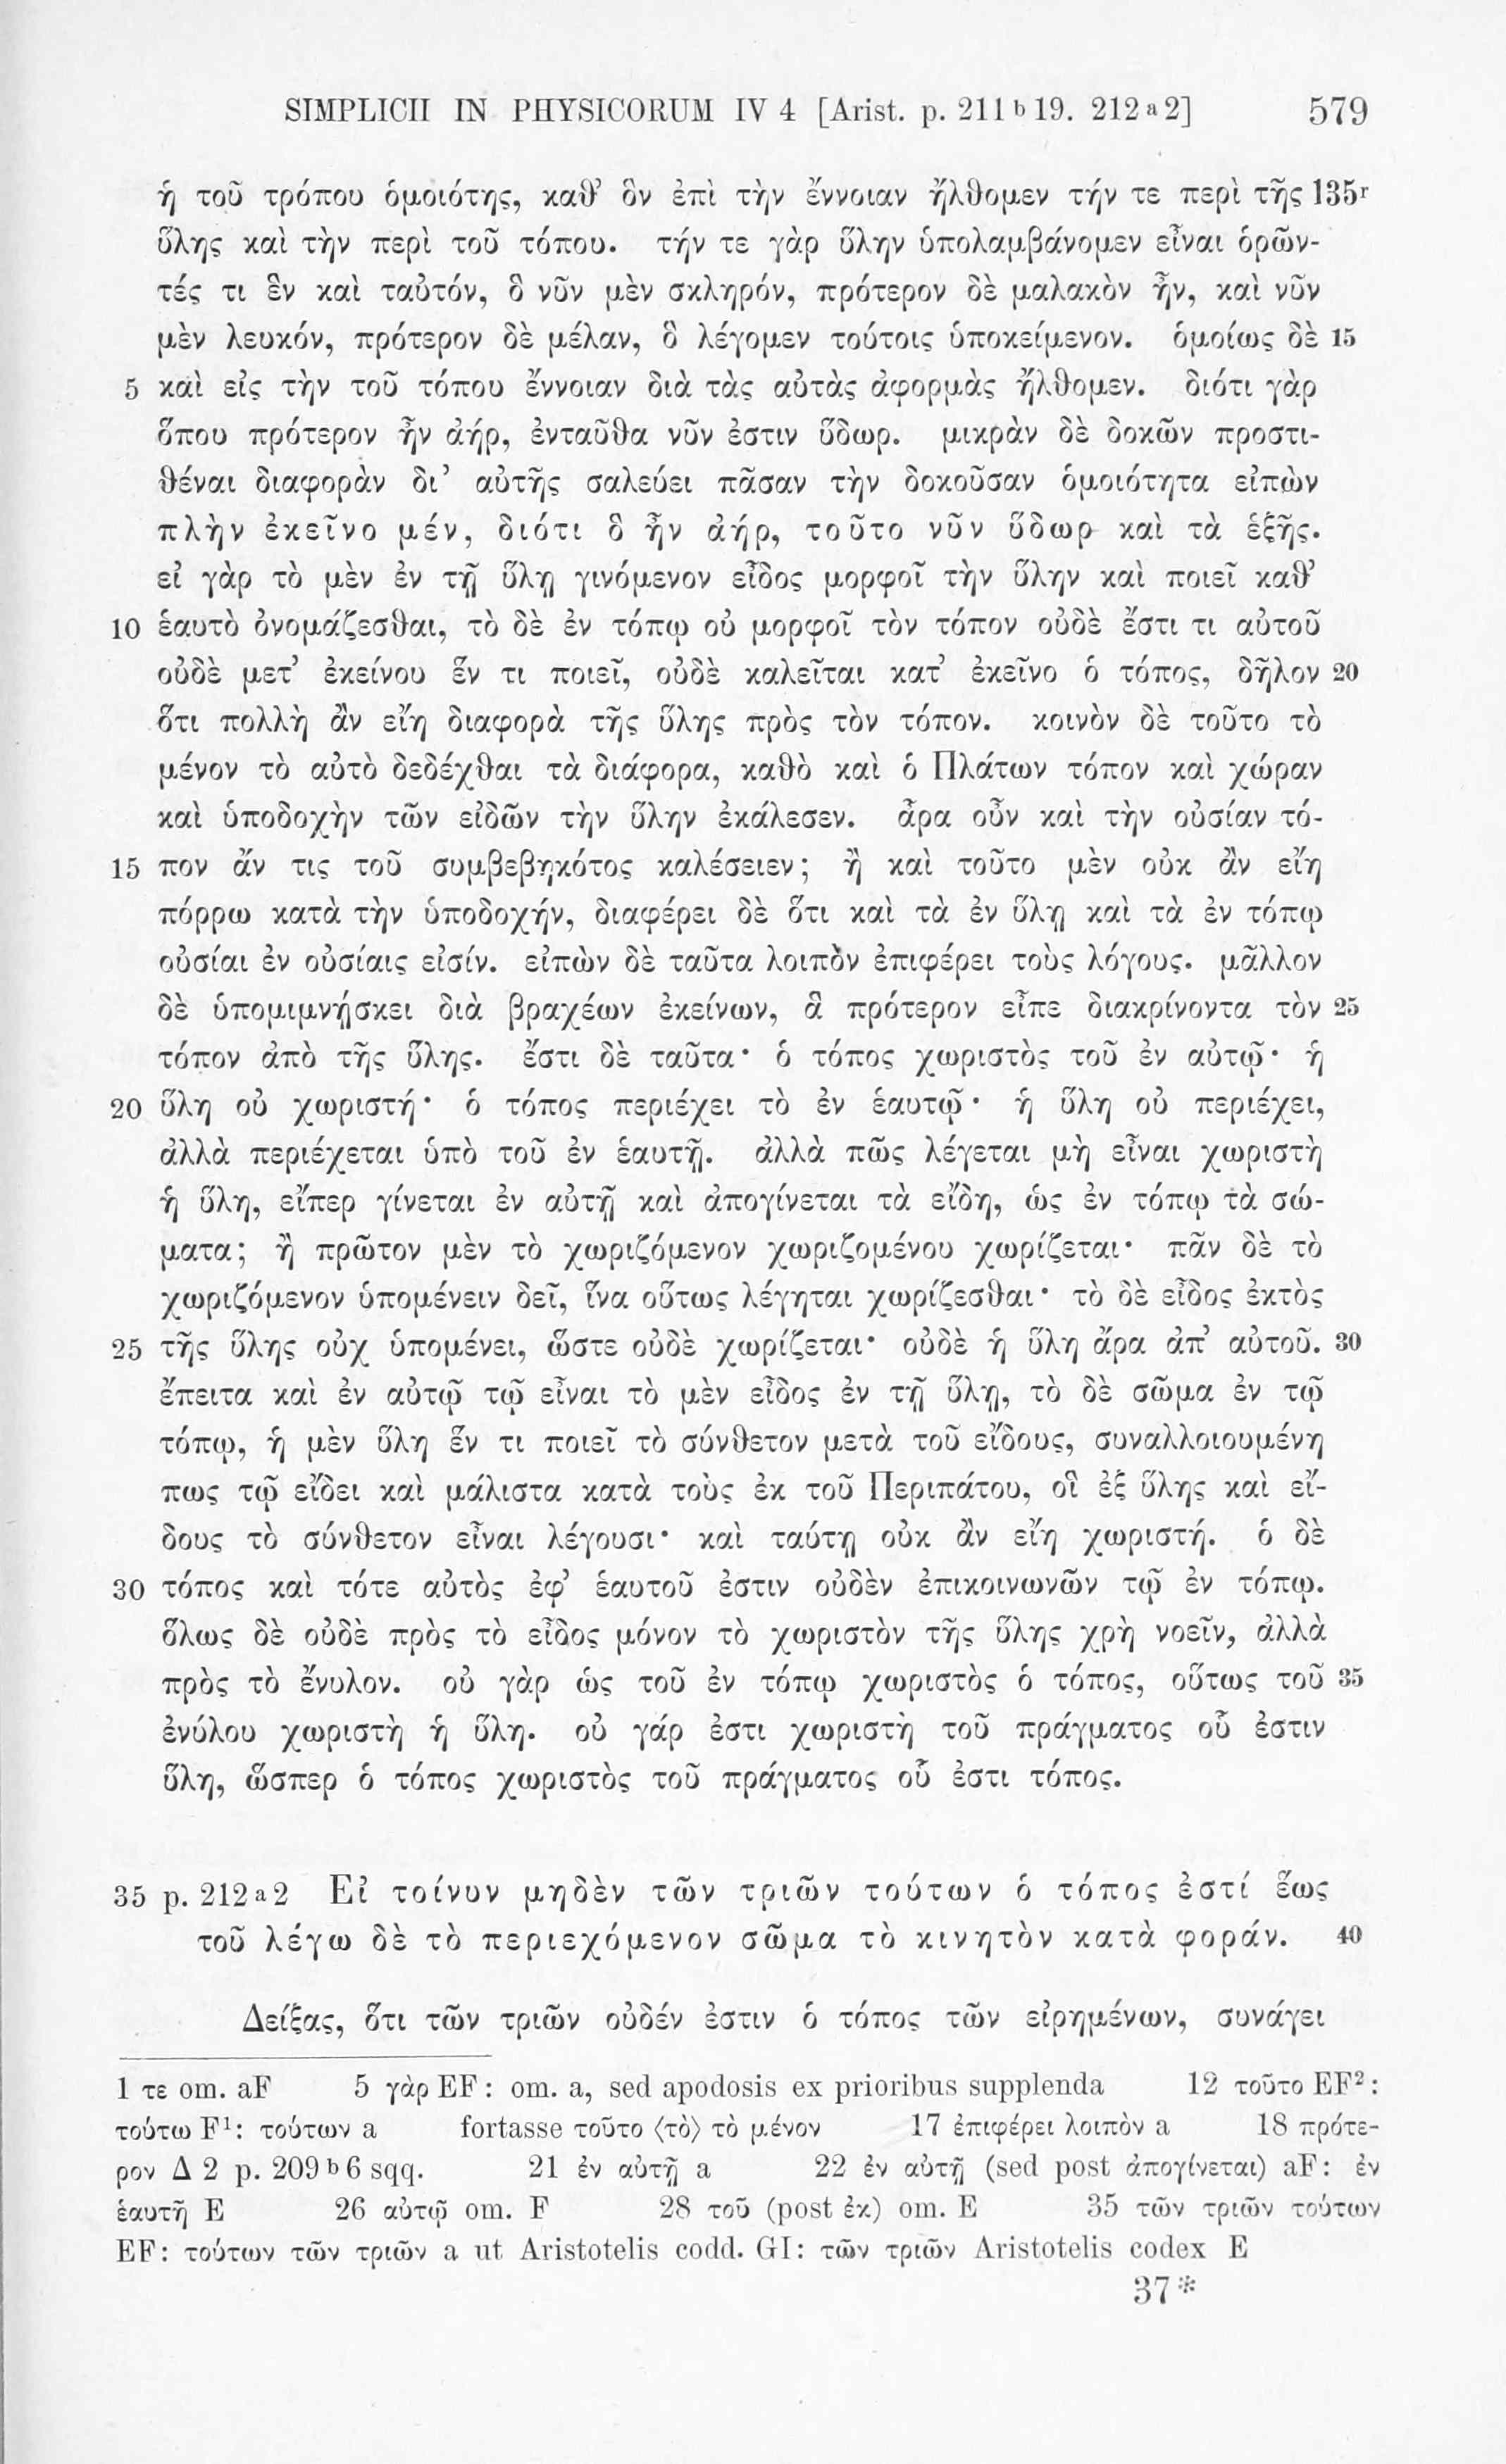 SIMPLICII IN PHYSICORUM IV 4 [Arist. p. 211 b 19. 212 a 2] 579
ἡ τοῦ τρόπου ὁμοιότης, καθ’ ὃν ἐπὶ τὴν ἔννοιαν ἤλθομεν τήν τε περὶ τῆς 135r
ὕλης καὶ τὴν περὶ τοῦ τόπου. τήν τε γὰρ ὕλην ὑπολαμβάνομεν εἶναι ὁρῶν-
τές τι ἓν καὶ ταὐτόν, ὃ νῦν μὲν σκληρόν, πρότερον δὲ μαλακὸν ἦν, καὶ νῦν
μὲν λευκόν, πρότερον δὲ μέλαν, ὃ λέγομεν τούτοις ὑποκείμενον. ὁμοίως δὲ 15
5 καὶ εἰς τὴν τοῦ τόπου ἔννοιαν διὰ τὰς αὐτὰς ἀφορμὰς ἤλθομεν. διότι γὰρ
ὅπου πρότερον ἦν ἀήρ, ἐνταῦθα νῦν ἐστιν ὕδωρ. μικρὰν δὲ δοκῶν προστι-
θέναι διαφορὰν δι’ αὐτῆς σαλεύει πᾶσαν τὴν δοκοῦσαν ὁμοιότητα εἰπὼν
πλὴν ἐκεῖνο μέν, διότι ὃ ἦν ἀήρ, τοῦτο νῦν ὕδωρ καὶ τὰ ἑξῆς.
εἰ γὰρ τὸ μὲν ἐν τῇ ὕλῃ γινόμενον εἶδος μορφοῖ τὴν ὕλην καὶ ποιεῖ καθ’
10 ἑαυτὸ ὀνομάζεσθαι, τὸ δὲ ἐν τόπῳ οὐ μορφοῖ τὸν τόπον οὐδὲ ἔστι τι αὐτοῦ
οὐδὲ μετ’ ἐκείνου ἕν τι ποιεῖ, οὐδὲ καλεῖται κατ’ ἐκεῖνο ὁ τόπος, δῆλον 20
ὅτι πολλὴ ἂν εἴη διαφορὰ τῆς ὕλης πρὸς τὸν τόπον. κοινὸν δὲ τοῦτο τὸ
μένον τὸ αὐτὸ δεδέχθαι τὰ διάφορα, καθὸ καὶ ὁ Πλάτων τόπον καὶ χώραν
καὶ ὑποδοχὴν τῶν εἰδῶν τὴν ὕλην ἐκάλεσεν. ἆρα οὖν καὶ τὴν οὐσίαν τό-
15 πον ἄν τις τοῦ συμβεβηκότος καλέσειεν; ἢ καὶ τοῦτο μὲν οὐκ ἂν εἴη
πόρρω κατὰ τὴν ὑποδοχήν, διαφέρει δὲ ὅτι καὶ τὰ ἐν ὕλῃ καὶ τὰ ἐν τόπῳ
οὐσίαι ἐν οὐσίαις εἰσίν. εἰπὼν δὲ ταῦτα λοιπὸν ἐπιφέρει τοὺς λόγους. μᾶλλον
δὲ ὑπομιμνήσκει διὰ βραχέων ἐκείνων, ἃ πρότερον εἶπε διακρίνοντα τὸν 25
τόπον ἀπὸ τῆς ὕλης. ἔστι δὲ ταῦτα· ὁ τόπος χωριστὸς τοῦ ἐν αὐτῷ· ἡ
20 ὕλη οὐ χωριστή· ὁ τόπος περιέχει τὸ ἐν ἑαυτῷ· ἡ ὕλη οὐ περιέχει,
ἀλλὰ περιέχεται ὑπὸ τοῦ ἐν ἑαυτῇ. ἀλλὰ πῶς λέγεται μὴ εἶναι χωριστὴ
ἡ ὕλη, εἴπερ γίνεται ἐν αὐτῇ καὶ ἀπογίνεται τὰ εἴδη, ὡς ἐν τόπῳ τὰ σώ-
ματα; ἢ πρῶτον μὲν τὸ χωριζόμενον χωριζομένου χωρίζεται· πᾶν δὲ τὸ
χωριζόμενον ὑπομένειν δεῖ, ἵνα οὕτως λέγηται χωρίζεσθαι· τὸ δὲ εἶδος ἐκτὸς
25 τῆς ὕλης οὐχ ὑπομένει, ὥστε οὐδὲ χωρίζεται· οὐδὲ ἡ ὕλη ἄρα ἀπ’ αὐτοῦ. 30
ἔπειτα καὶ ἐν αὐτῷ τῷ εἶναι τὸ μὲν εἶδος ἐν τῇ ὕλῃ, τὸ δὲ σῶμα ἐν τῷ
τόπῳ, ἡ μὲν ὕλη ἕν τι ποιεῖ τὸ σύνθετον μετὰ τοῦ εἴδους, συναλλοιουμένη
πως τῷ εἴδει καὶ μάλιστα κατὰ τοὺς ἐκ τοῦ Περιπάτου, οἳ ἐξ ὕλης καὶ εἴ-
δους τὸ σύνθετον εἶναι λέγουσι· καὶ ταύτῃ οὐκ ἂν εἴη χωριστή. ὁ δὲ
30 τόπος καὶ τότε αὐτὸς ἐφ’ ἑαυτοῦ ἐστιν οὐδὲν ἐπικοινωνῶν τῷ ἐν τόπῳ.
ὅλως δὲ οὐδὲ πρὸς τὸ εἶδος μόνον τὸ χωριστὸν τῆς ὕλης χρὴ νοεῖν, ἀλλὰ
πρὸς τὸ ἔνυλον. οὐ γὰρ ὡς τοῦ ἐν τόπῳ χωριστὸς ὁ τόπος, οὕτως τοῦ 35
ἐνύλου χωριστὴ ἡ ὕλη. οὐ γάρ ἐστι χωριστὴ τοῦ πράγματος οὗ ἐστιν
ὕλη, ὥσπερ ὁ τόπος χωριστὸς τοῦ πράγματος οὗ ἐστι τόπος.
35 p. 212 a 2 Εἰ τοίνυν μηδὲν τῶν τριῶν τούτων ὁ τόπος ἐστί ἕως
τοῦ λέγω δὲ τὸ περιεχόμενον σῶμα τὸ κινητὸν κατὰ φοράν. 40
Δείξας, ὅτι τῶν τριῶν οὐδέν ἐστιν ὁ τόπος τῶν εἰρημένων, συνάγει
1 τε om. aF 5 γὰρ EF: om. a, sed apodosis ex prioribus supplenda 12 τοῦτο EF²:
τούτω F¹: τούτων a fortasse τοῦτο ⟨τὸ⟩ τὸ μένον 17 ἐπιφέρει λοιπὸν a 18 πρότε-
ρον Δ 2 p. 209 b 6 sqq. 21 ἐν αὐτῇ a 22 ἐν αὐτῇ (sed post ἀπογίνεται) aF: ἐν
ἑαυτῇ E 26 αὐτῷ om. F 28 τοῦ (post ἐκ) om. E 35 τῶν τριῶν τούτων
EF: τούτων τῶν τριῶν a ut Aristotelis codd. GI: τῶν τριῶν Aristotelis codex E
37*